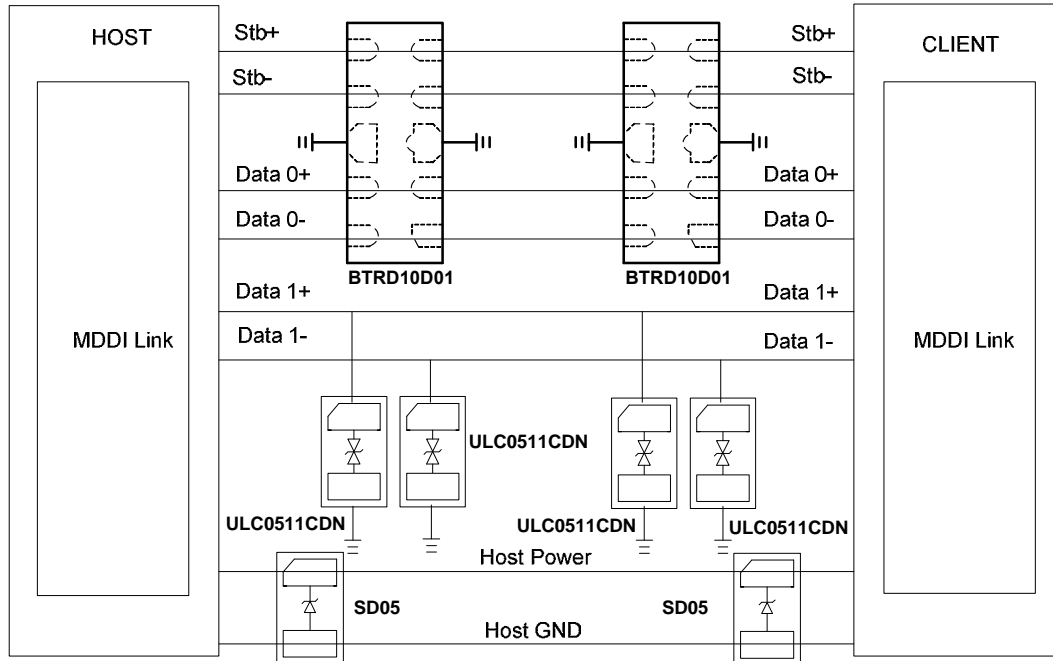 HOST
CLIENT
Stb+
Stb+
Stb-
Stb-
Data 0+
Data 0+
Data 0-
Data 0-
BTRD10D01
BTRD10D01
Data 1+
Data 1+
MDDI Link
Data 1-
Data 1-
MDDI Link
ULC0511CDN
ULC0511CDN
ULC0511CDN
ULC0511CDN
Host Power
SD05
SD05
Host GND